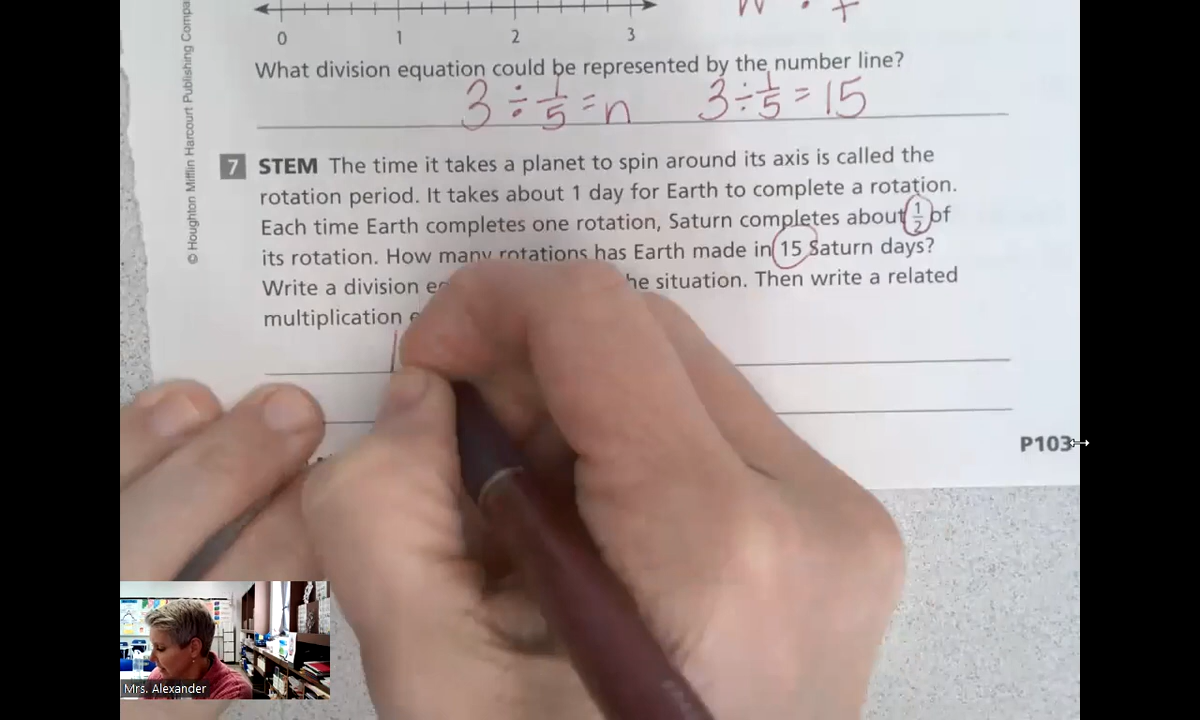 0 1 2 3
What division equation could be represented by the number line?
3 ÷ 1/5 = n 3 ÷ 1/5 = 15
7 STEM The time it takes a planet to spin around its axis is called the
rotation period. It takes about 1 day for Earth to complete a rotation.
Each time Earth completes one rotation, Saturn completes about 1/2 of
its rotation. How many rotations has Earth made in 15 Saturn days?
Write a division he situation. Then write a related
multiplication
P103
© Houghton Mifflin Harcourt Publishing Compa
Mrs. Alexander